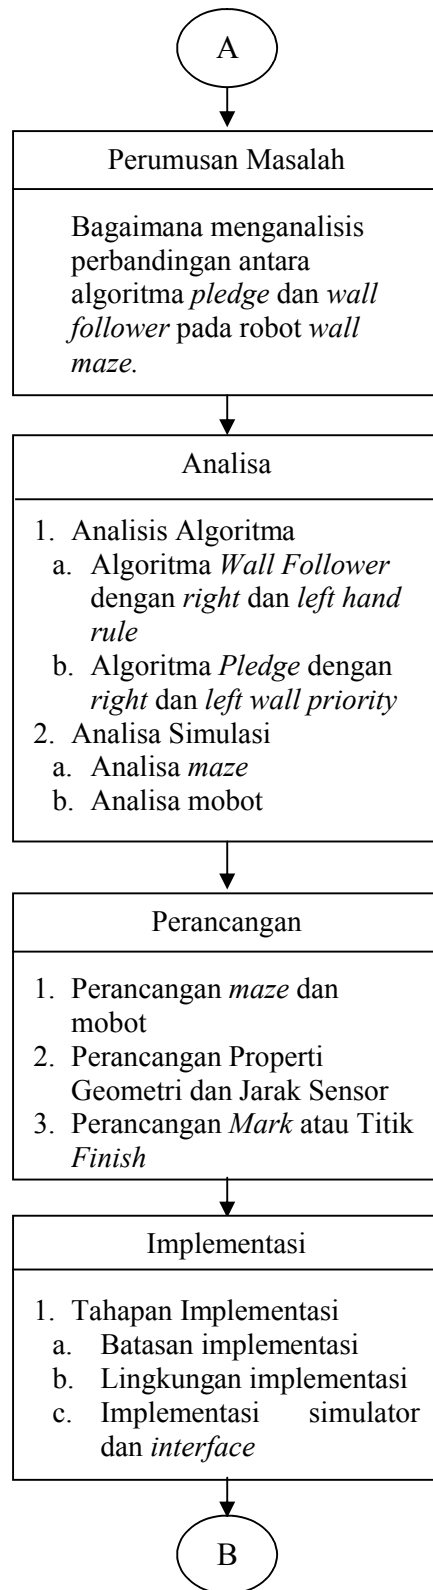 A
Perumusan Masalah
Bagaimana menganalisis
perbandingan antara
algoritma pledge dan wall
follower pada robot wall
maze.
Analisa
1. Analisis Algoritma
a. Algoritma Wall Follower
dengan right dan left hand
rule
b. Algoritma Pledge dengan
right dan left wall priority
2. Analisa Simulasi
a. Analisa maze
b. Analisa mobot
Perancangan
1. Perancangan maze dan
mobot
2. Perancangan Properti
Geometri dan Jarak Sensor
3. Perancangan Mark atau Titik
Finish
Implementasi
1. Tahapan Implementasi
a. Batasan implementasi
b. Lingkungan implementasi
c. Implementasi simulator
dan interface
B